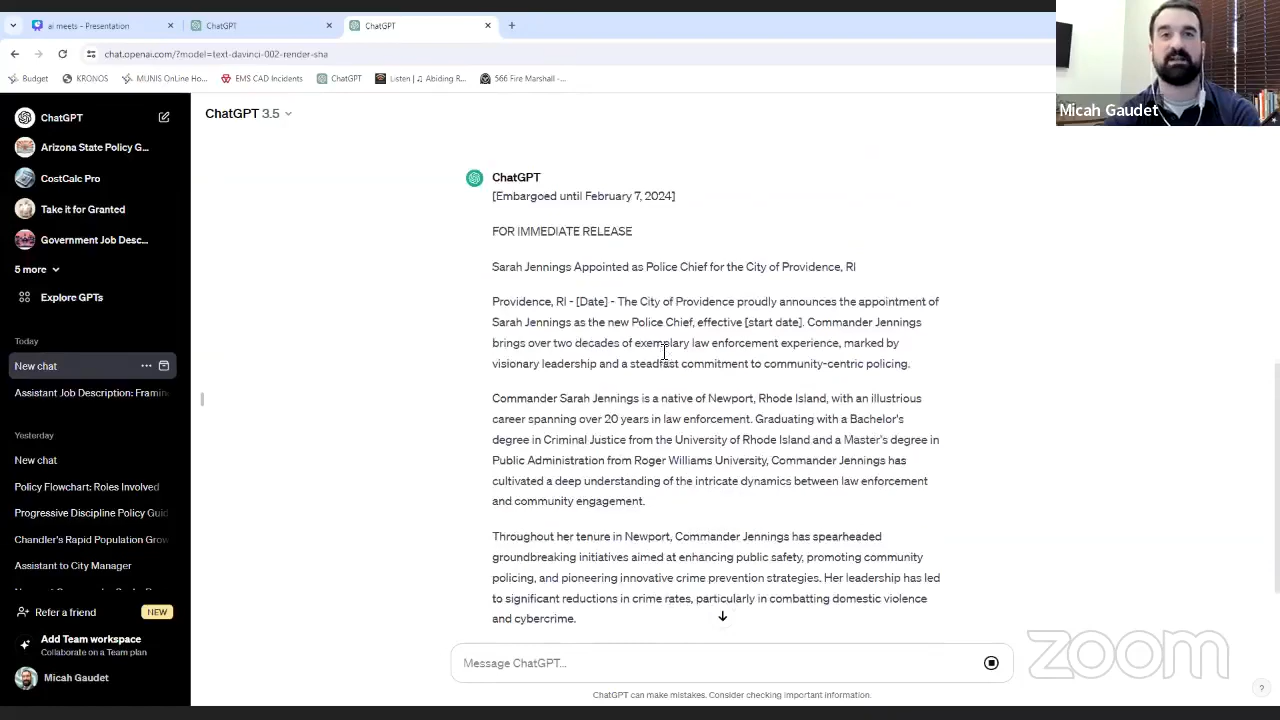 ai meets - Presentation
ChatGPT
ChatGPT
chat.openai.com/?model=text-davinci-002-render-sha
Budget
KRONOS
MUNIS OnLine Ho...
EMS CAD Incidents
ChatGPT
Listen | ♫ Abiding R...
566 Fire Marshall -...
Micah Gaudet
ChatGPT
Arizona State Policy G...
CostCalc Pro
Take it for Granted
Government Job Desc...
5 more
Explore GPTs
Today
New chat
Assistant Job Description: Framin
Yesterday
New chat
Policy Flowchart: Roles Involved
Progressive Discipline Policy Guid
Chandler's Rapid Population Grow
Assistant to City Manager
Refer a friend
NEW
Add Team workspace
Collaborate on a Team plan
Micah Gaudet
ChatGPT 3.5
ChatGPT
[Embargoed until February 7, 2024]
FOR IMMEDIATE RELEASE
Sarah Jennings Appointed as Police Chief for the City of Providence, RI
Providence, RI - [Date] - The City of Providence proudly announces the appointment of
Sarah Jennings as the new Police Chief, effective [start date]. Commander Jennings
brings over two decades of exemplary law enforcement experience, marked by
visionary leadership and a steadfast commitment to community-centric policing.
Commander Sarah Jennings is a native of Newport, Rhode Island, with an illustrious
career spanning over 20 years in law enforcement. Graduating with a Bachelor's
degree in Criminal Justice from the University of Rhode Island and a Master's degree in
Public Administration from Roger Williams University, Commander Jennings has
cultivated a deep understanding of the intricate dynamics between law enforcement
and community engagement.
Throughout her tenure in Newport, Commander Jennings has spearheaded
groundbreaking initiatives aimed at enhancing public safety, promoting community
policing, and pioneering innovative crime prevention strategies. Her leadership has led
to significant reductions in crime rates, particularly in combatting domestic violence
and cybercrime.
Message ChatGPT...
ChatGPT can make mistakes. Consider checking important information.
zoom
?